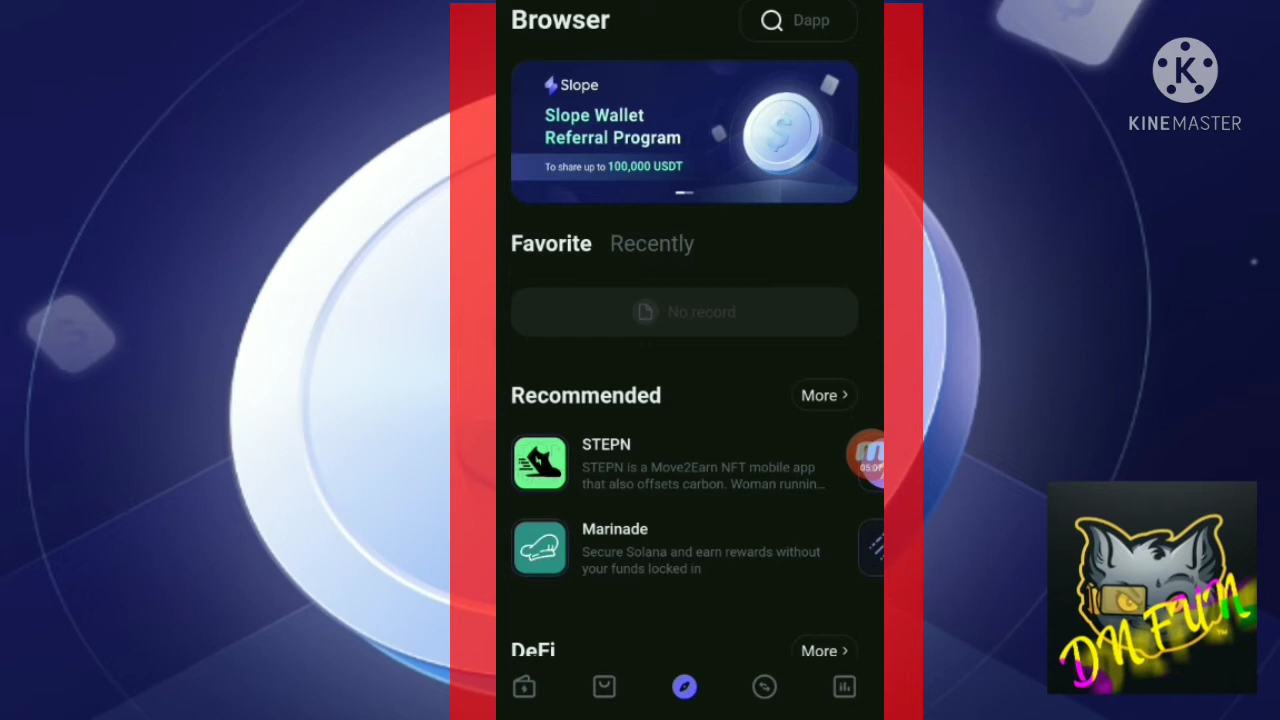 Browser
Dapp
Slope
Slope Wallet
Referral Program
To share up to 100,000 USDT
Favorite Recently
No record
Recommended
More >
STEPN
STEPN is a Move2Earn NFT mobile app
that also offsets carbon. Woman runnin...
Marinade
Secure Solana and earn rewards without
your funds locked in
DeFi
More >
K
KINEMASTER
DN FUN
TM